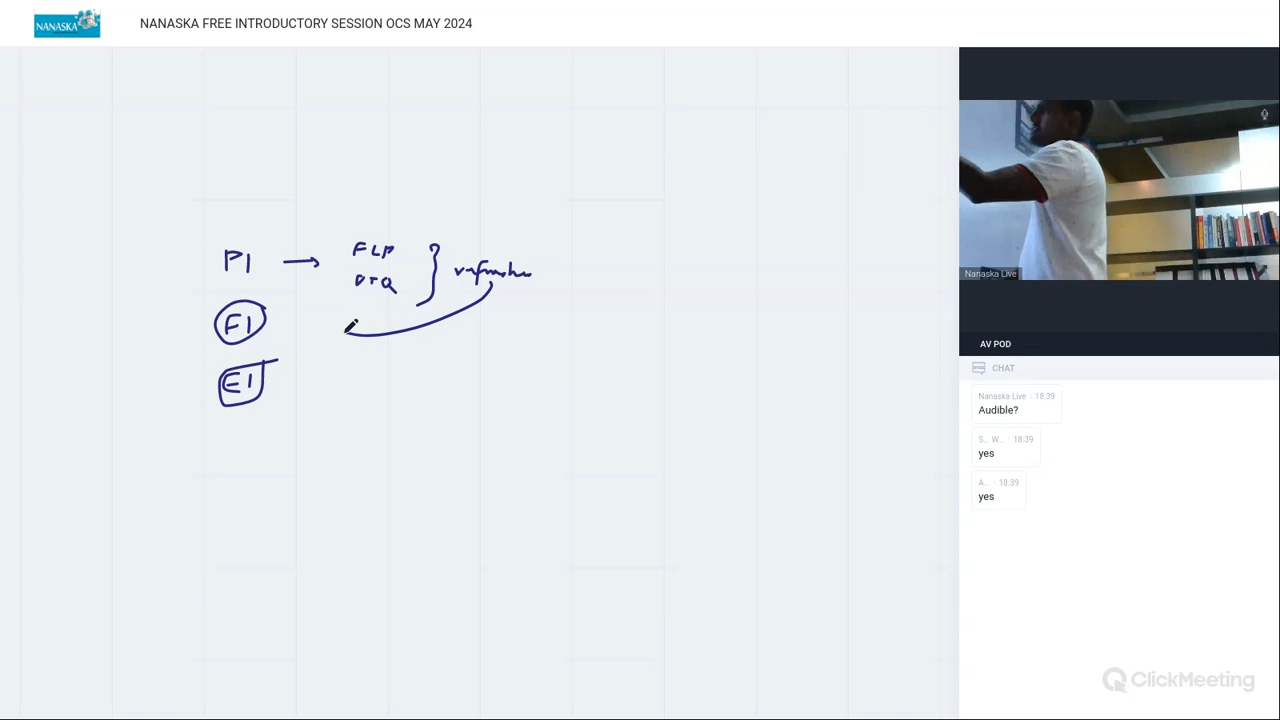 NANASKA
NANASKA FREE INTRODUCTORY SESSION OCS MAY 2024
P1 → FLP
F1
E1
Nanaska Live
AV POD
CHAT
Nanaska Live 18:39
Audible?
S... W... 18:39
yes
A... 18:39
yes
ClickMeeting